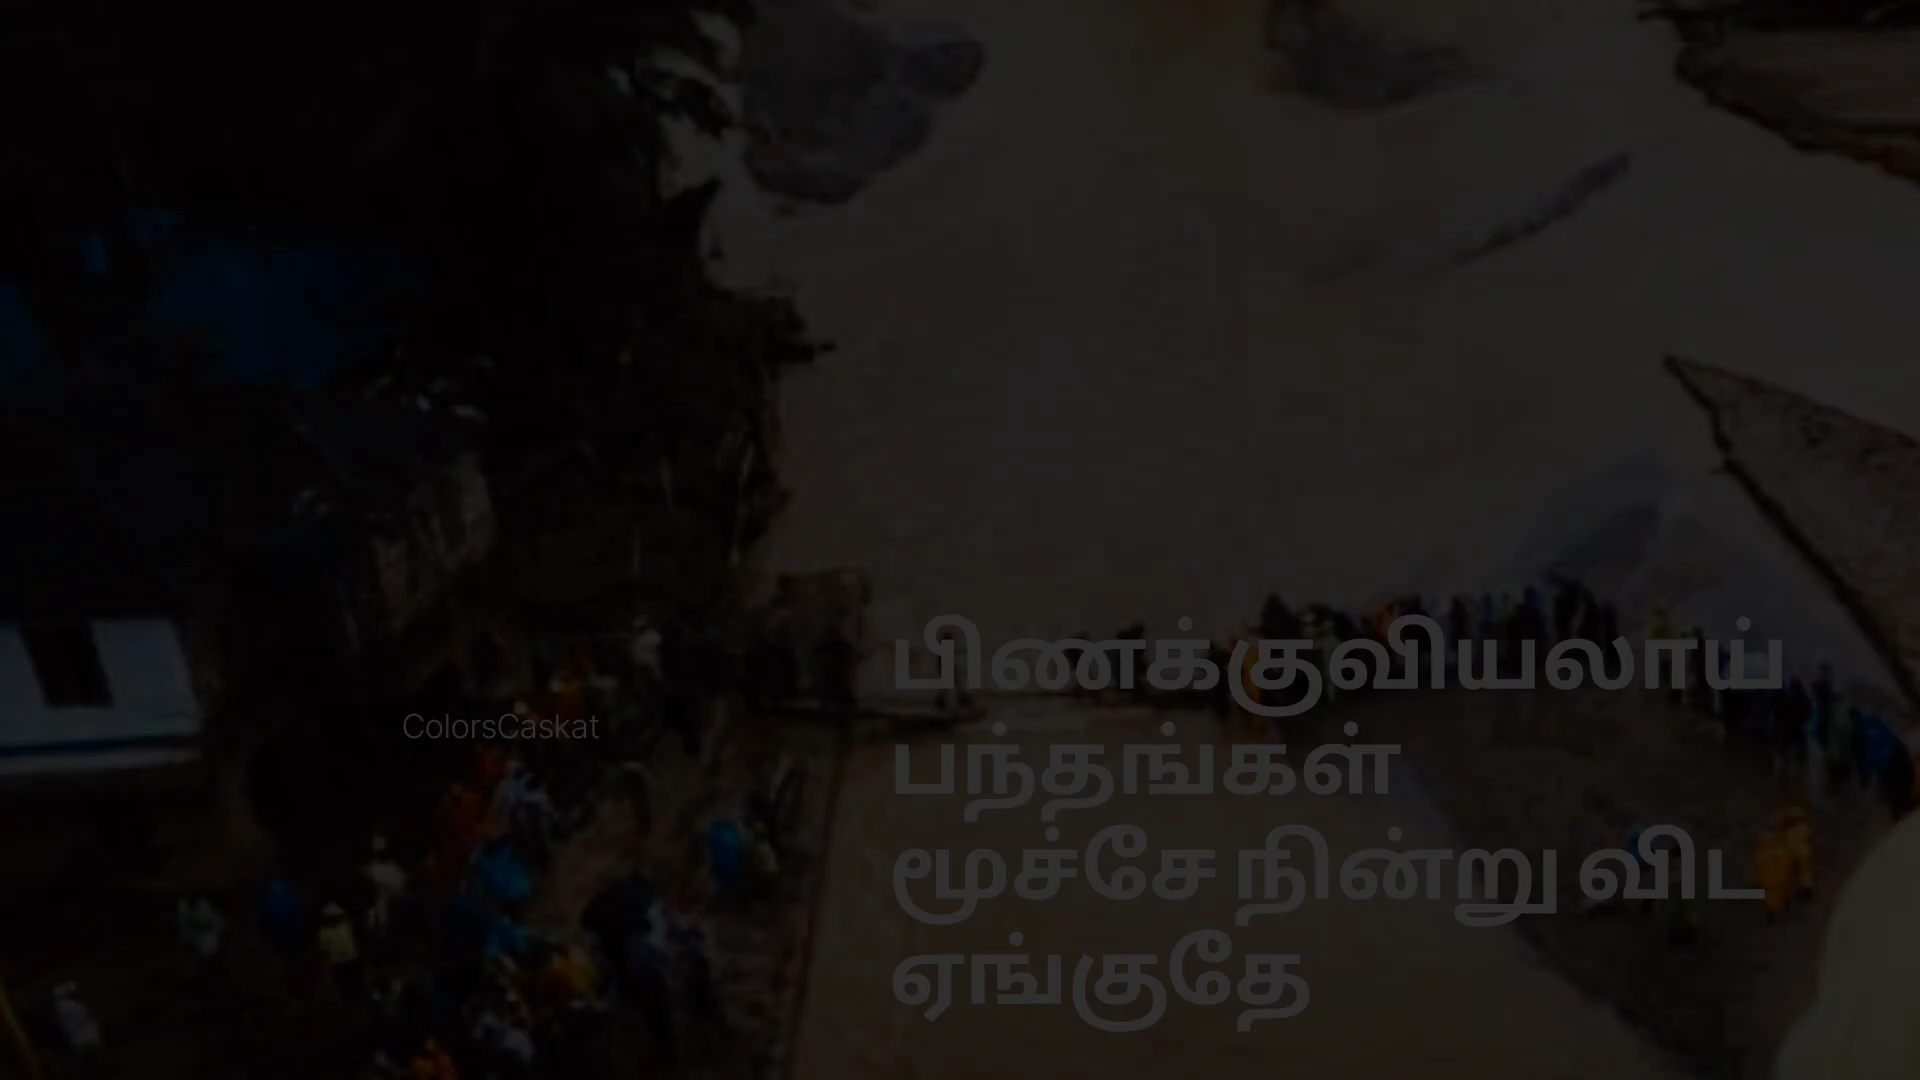 ColorsCaskat
பிணக்குவியலாய்
பந்தங்கள்
மூச்சே நின்று விட
ஏங்குதே